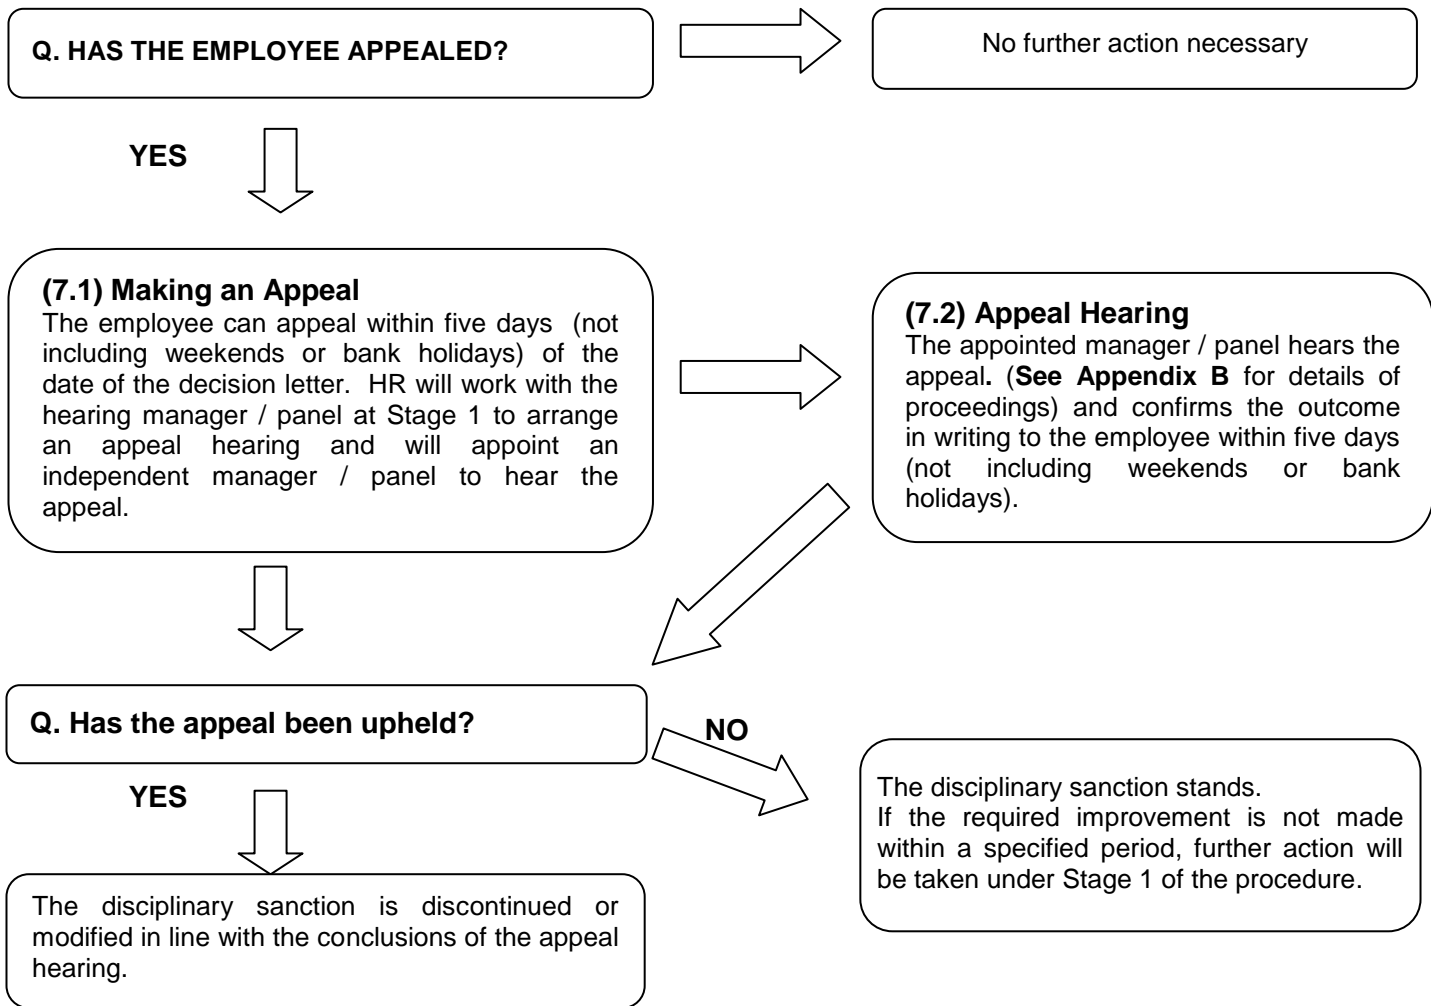 Q. HAS THE EMPLOYEE APPEALED?
No further action necessary
YES
(7.1) Making an Appeal
The employee can appeal within five days (not
including weekends or bank holidays) of the
date of the decision letter. HR will work with the
hearing manager / panel at Stage 1 to arrange
an appeal hearing and will appoint an
independent manager / panel to hear the
appeal.
(7.2) Appeal Hearing
The appointed manager / panel hears the
appeal. (See Appendix B for details of
proceedings) and confirms the outcome
in writing to the employee within five days
(not including weekends or bank
holidays).
Q. Has the appeal been upheld?
NO
YES
The disciplinary sanction stands.
If the required improvement is not made
within a specified period, further action will
be taken under Stage 1 of the procedure.
The disciplinary sanction is discontinued or
modified in line with the conclusions of the appeal
hearing.